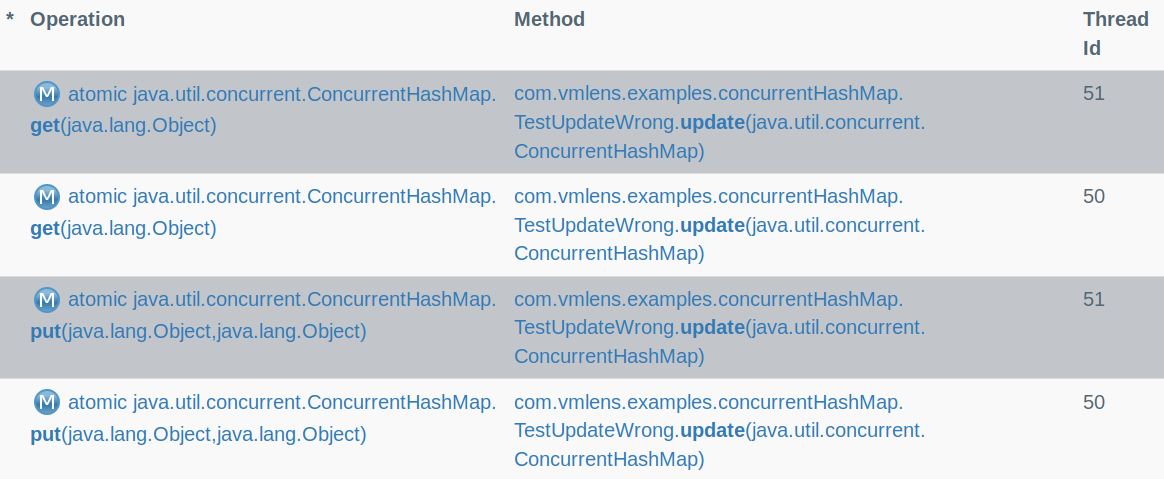 * Operation Method Thread
Id
M atomic java.util.concurrent.ConcurrentHashMap. com.vmlens.examples.concurrentHashMap. 51
get(java.lang.Object) TestUpdateWrong.update(java.util.concurrent.
ConcurrentHashMap)
M atomic java.util.concurrent.ConcurrentHashMap. com.vmlens.examples.concurrentHashMap. 50
get(java.lang.Object) TestUpdateWrong.update(java.util.concurrent.
ConcurrentHashMap)
M atomic java.util.concurrent.ConcurrentHashMap. com.vmlens.examples.concurrentHashMap. 51
put(java.lang.Object,java.lang.Object) TestUpdateWrong.update(java.util.concurrent.
ConcurrentHashMap)
M atomic java.util.concurrent.ConcurrentHashMap. com.vmlens.examples.concurrentHashMap. 50
put(java.lang.Object,java.lang.Object) TestUpdateWrong.update(java.util.concurrent.
ConcurrentHashMap)